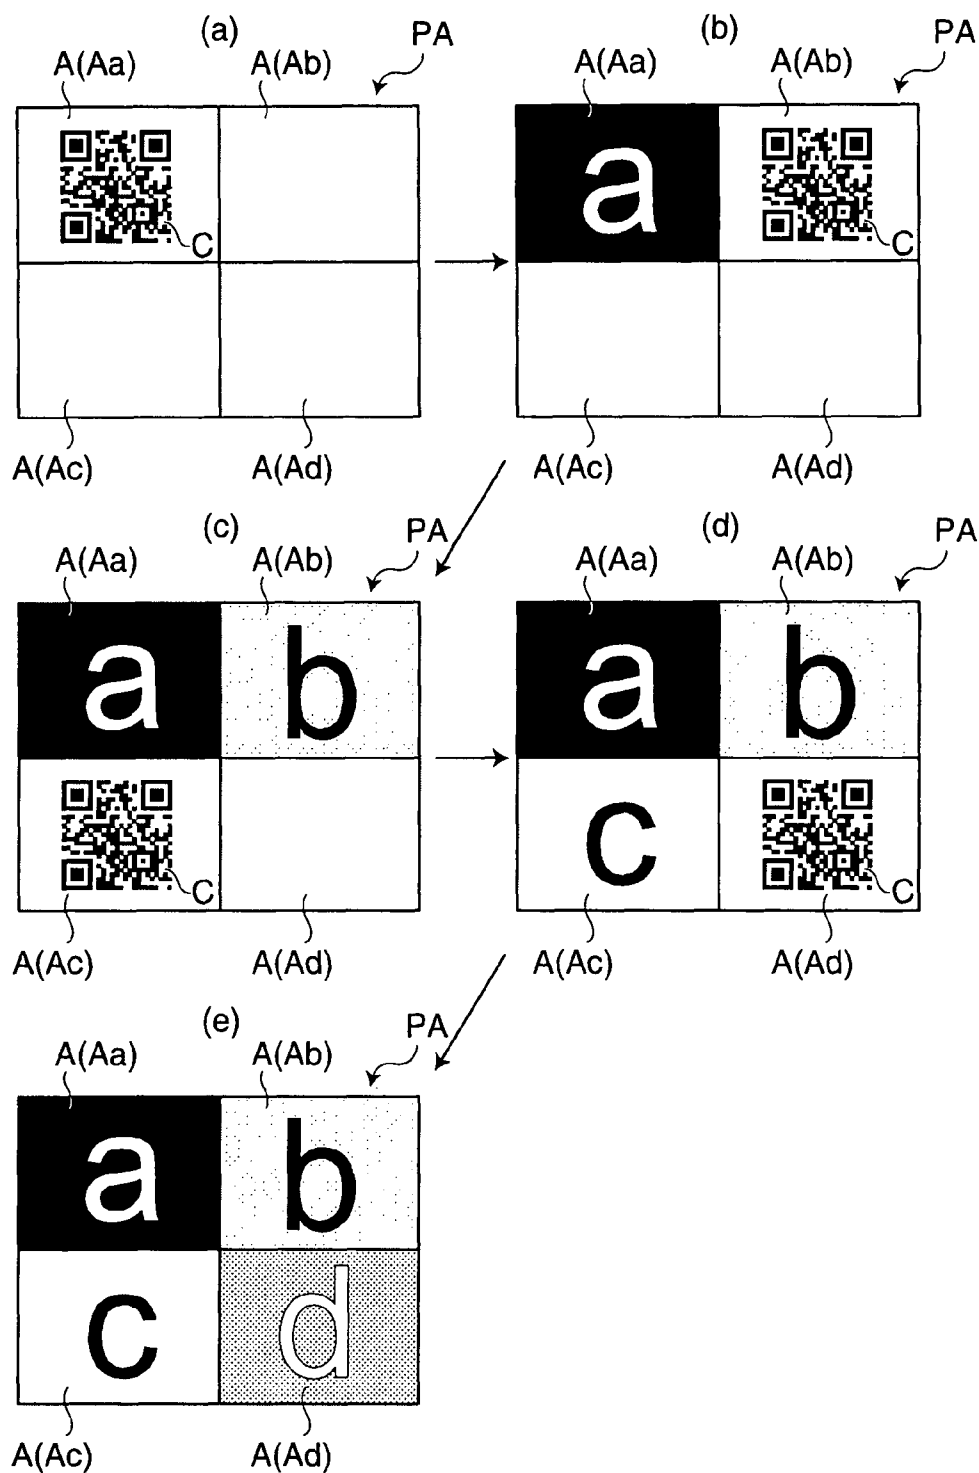 (a) PA (b) PA
A(Aa) A(Ab) A(Aa) A(Ab)
C a C
A(Ac) A(Ad) A(Ac) A(Ad)
(c) PA (d) PA
A(Aa) A(Ab) A(Aa) A(Ab)
a b a b
C c C
A(Ac) A(Ad) A(Ac) A(Ad)
(e) PA
A(Aa) A(Ab)
a b
c d
A(Ac) A(Ad)